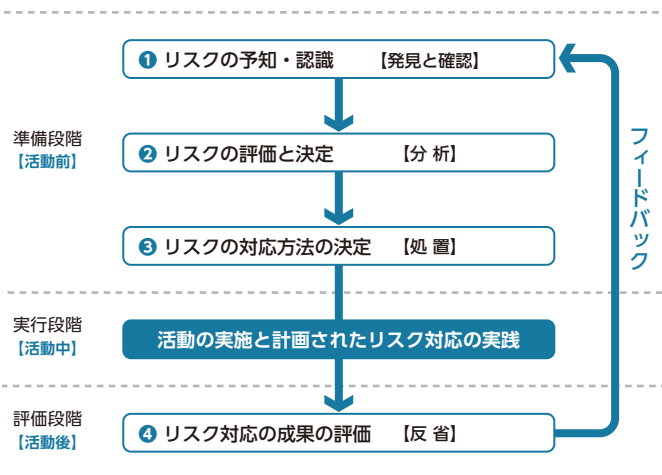 ❶ リスクの予知・認識 【発見と確認】
準備段階
【活動前】
❷ リスクの評価と決定 【分 析】
❸ リスクの対応方法の決定 【処 置】
フィードバック
実行段階
【活動中】
活動の実施と計画されたリスク対応の実践
評価段階
【活動後】
❹ リスク対応の成果の評価 【反 省】